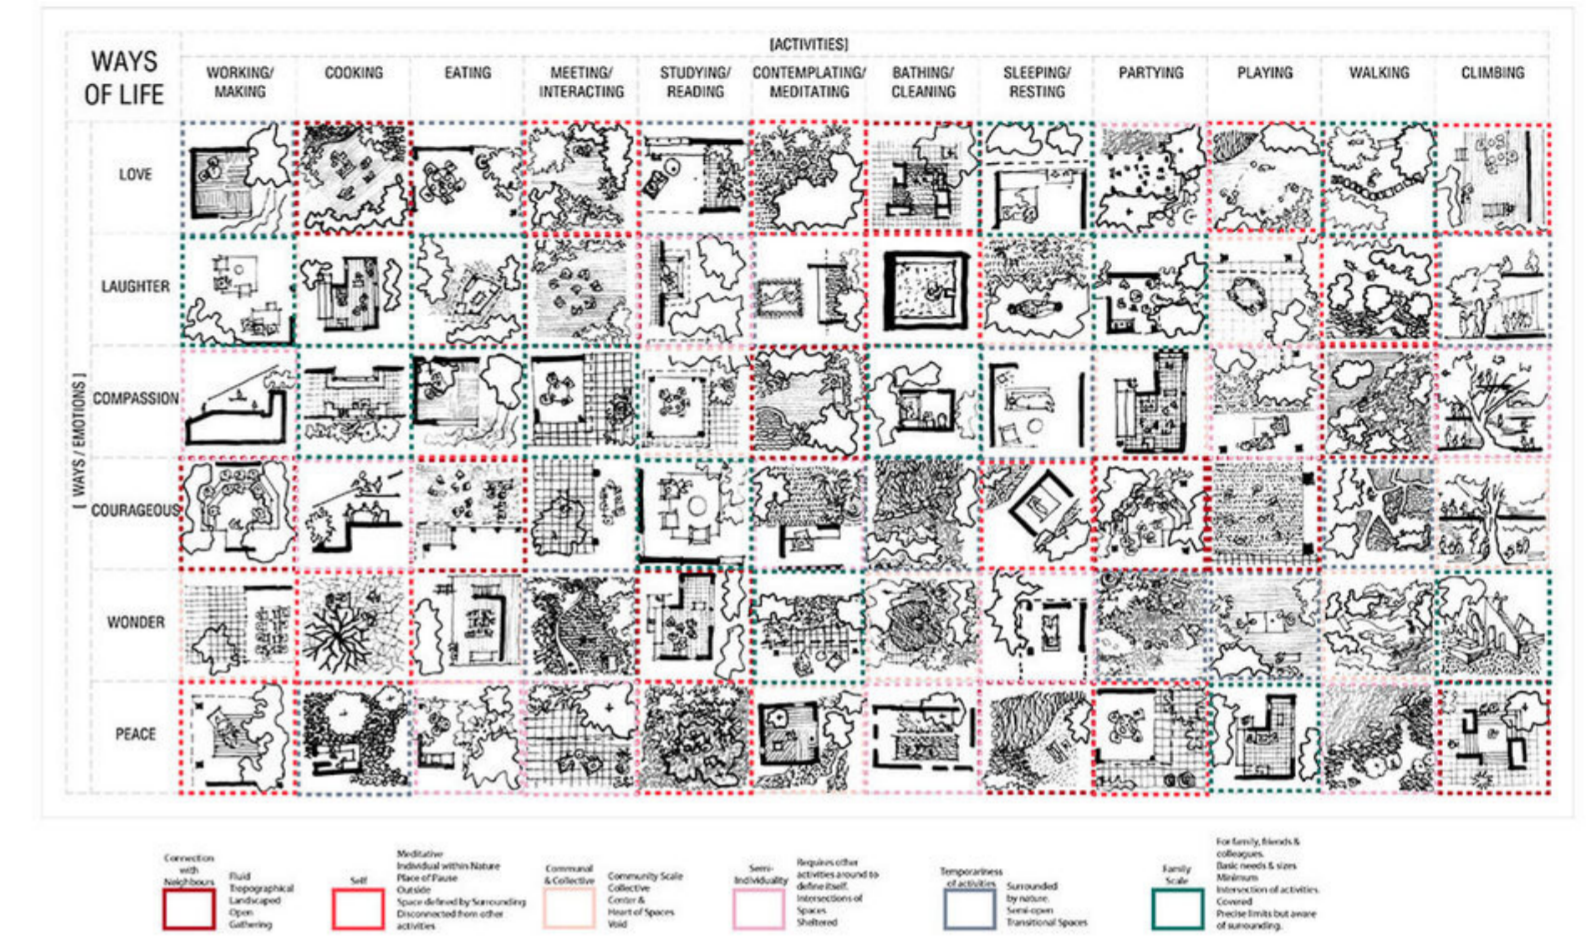 WAYS
OF LIFE
[ACTIVITIES]
WORKING/
MAKING
COOKING
EATING
MEETING/
INTERACTING
STUDYING/
READING
CONTEMPLATING/
MEDITATING
BATHING/
CLEANING
SLEEPING/
RESTING
PARTYING
PLAYING
WALKING
CLIMBING
[ WAYS / EMOTIONS ]
LOVE
LAUGHTER
COMPASSION
COURAGEOUS
WONDER
PEACE
Connection
with
Neighbours
Fluid
Topographical
Landscaped
Open
Gathering
Self
Meditative
Individual within Nature
Place of Pause
Outside
Space defined by Surrounding
Disconnected from other
activities
Communal
& Collective
Community Scale
Collective
Center &
Heart of Spaces
Void
Semi-
Individuality
Requires other
activities around to
define itself.
Intersections of
Spaces
Sheltered
Temporariness
of activities
Surrounded
by nature.
Semi-open
Transitional Spaces
Family
Scale
For family, friends &
colleagues.
Basic needs & sizes
Minimum
Intersection of activities.
Covered
Precise limits but aware
of surrounding.